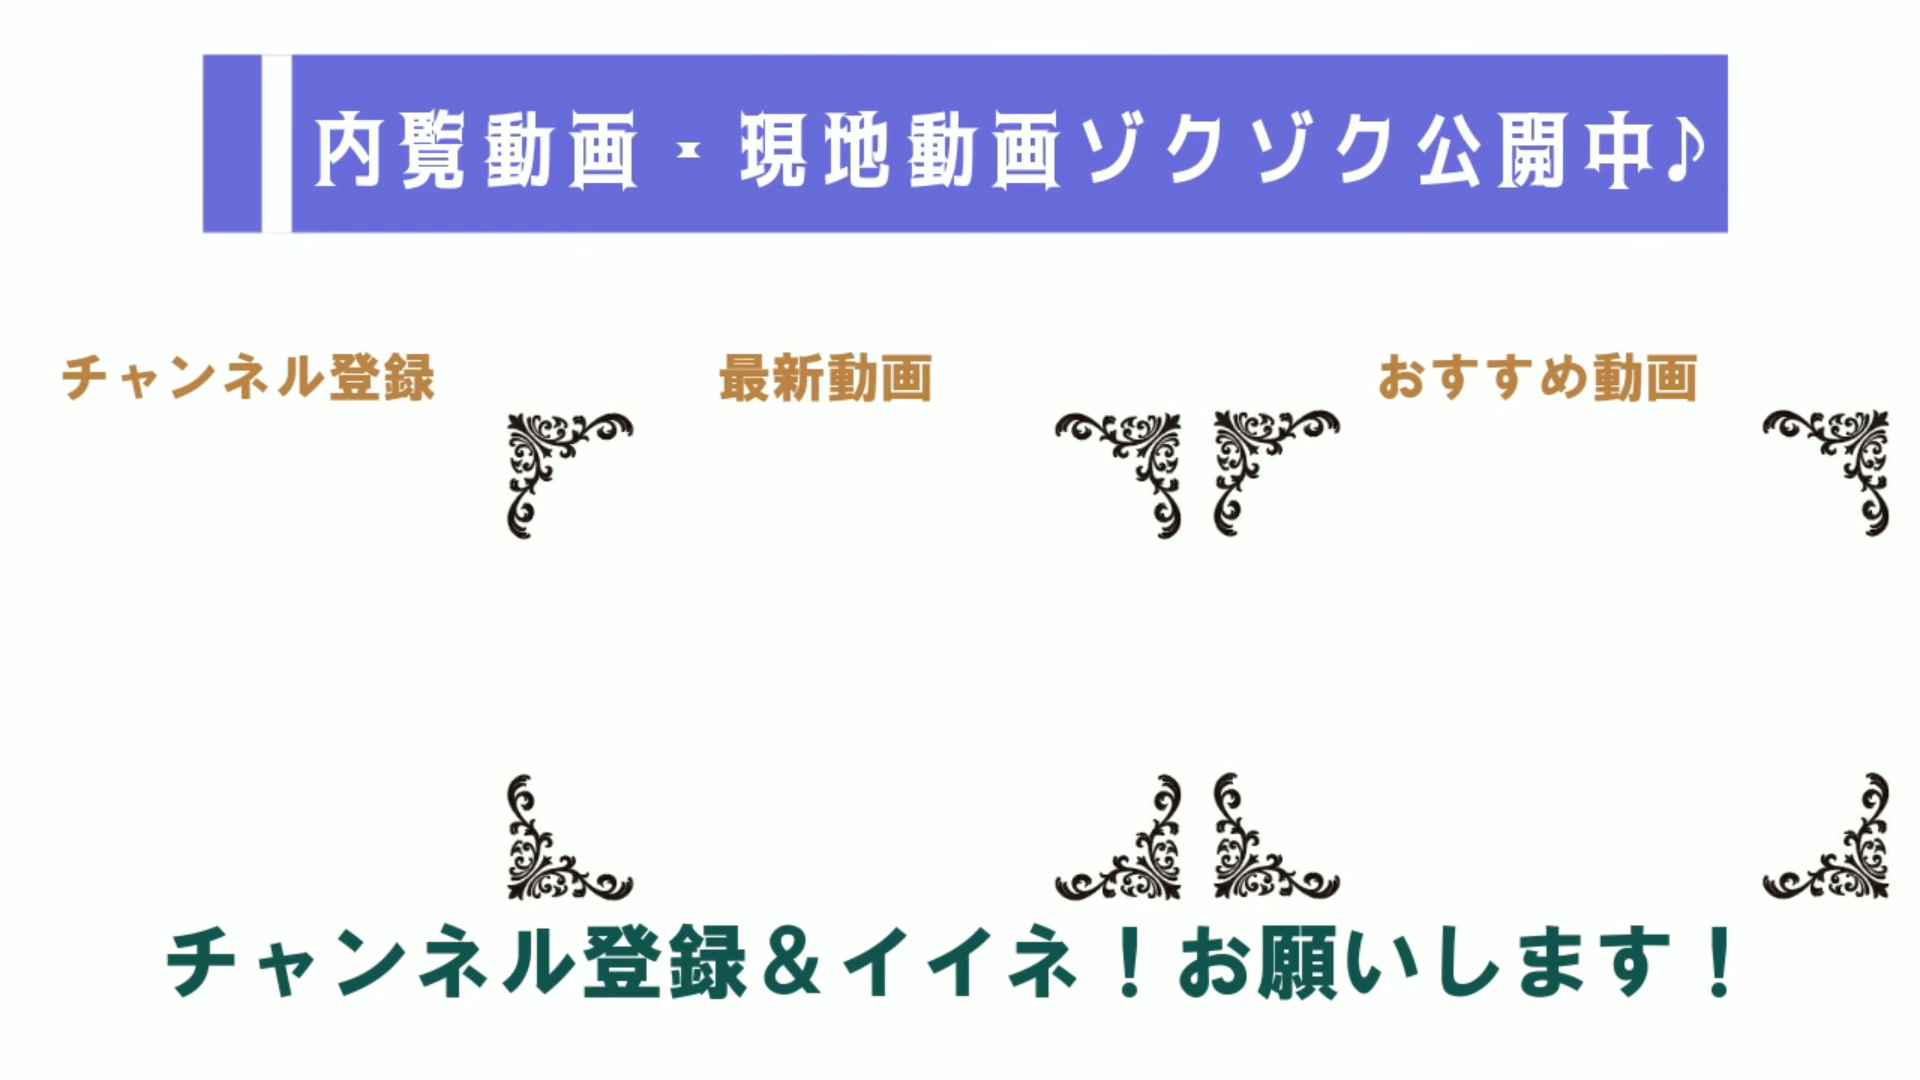 内覧動画・現地動画ゾクゾク公開中♪
チャンネル登録
最新動画
おすすめ動画
チャンネル登録＆イイネ！お願いします！